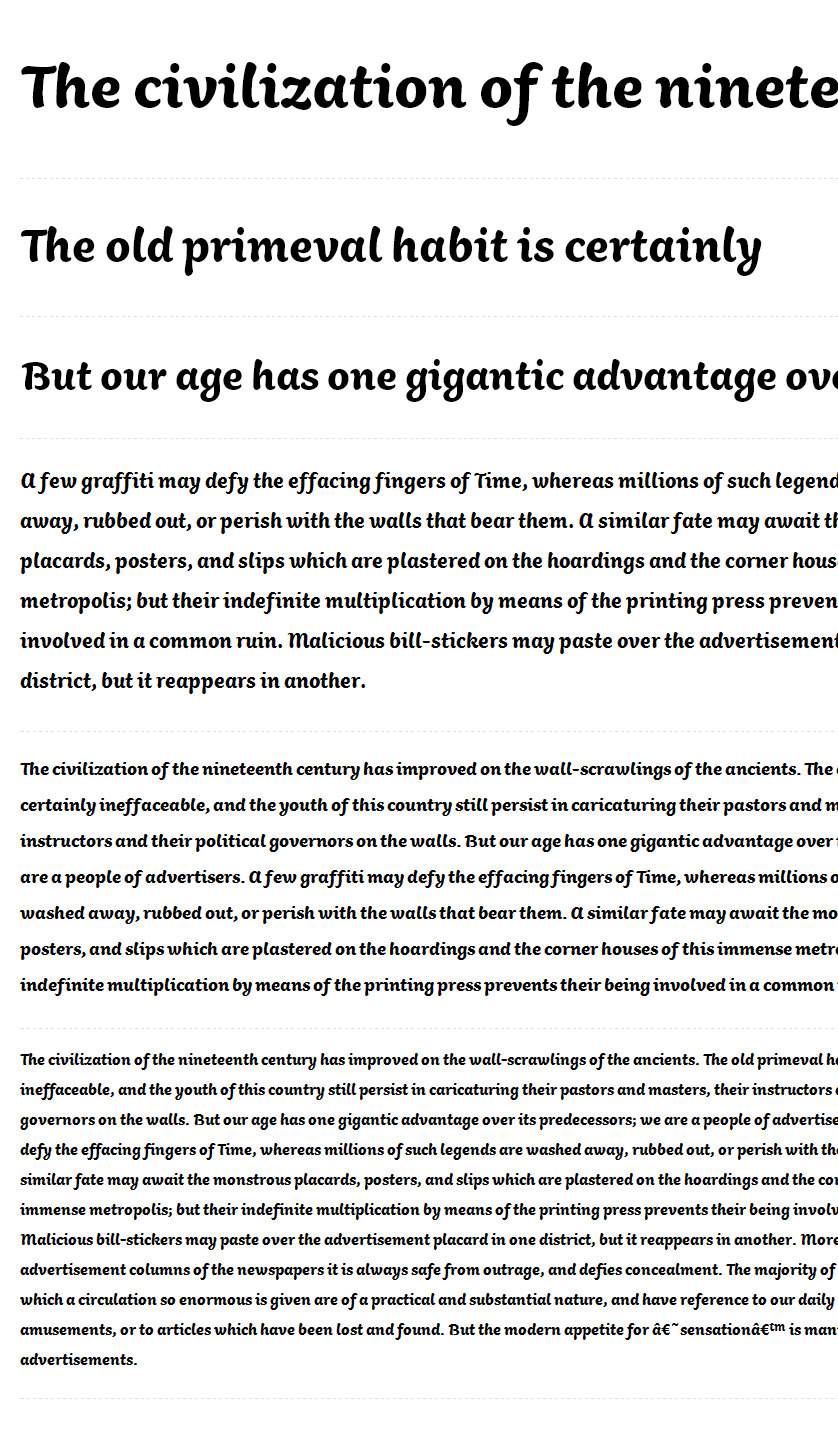 The civilization of the
The old primeval habit is certainly
But our age has one gigantic advantage
A few graffiti may defy the effacing fingers of Time, whereas millions of such
away, rubbed out, or perish with the walls that bear them. A similar fate may await
placards, posters, and slips which are plastered on the hoardings and the corner
metropolis; but their indefinite multiplication by means of the printing press
involved in a common ruin. Malicious bill-stickers may paste over the
district, but it reappears in another.
The civilization of the nineteenth century has improved on the wall-scrawlings of the ancients. The
certainly ineffaceable, and the youth of this country still persist in caricaturing their pastors and
instructors and their political governors on the walls. But our age has one gigantic advantage over
are a people of advertisers. A few graffiti may defy the effacing fingers of Time, whereas millions
washed away, rubbed out, or perish with the walls that bear them. A similar fate may await the
posters, and slips which are plastered on the hoardings and the corner houses of this immense
indefinite multiplication by means of the printing press prevents their being involved in a common
The civilization of the nineteenth century has improved on the wall-scrawlings of the ancients. The old primeval
ineffaceable, and the youth of this country still persist in caricaturing their pastors and masters, their instructors
governors on the walls. But our age has one gigantic advantage over its predecessors; we are a people of
defy the effacing fingers of Time, whereas millions of such legends are washed away, rubbed out, or perish with
similar fate may await the monstrous placards, posters, and slips which are plastered on the hoardings and the
immense metropolis; but their indefinite multiplication by means of the printing press prevents their being
Malicious bill-stickers may paste over the advertisement placard in one district, but it reappears in another.
advertisement columns of the newspapers it is always safe from outrage, and defies concealment. The majority of
which a circulation so enormous is given are of a practical and substantial nature, and have reference to our daily
amusements, or to articles which have been lost and found. But the modern appetite for â€˜sensationâ€™ is
advertisements.